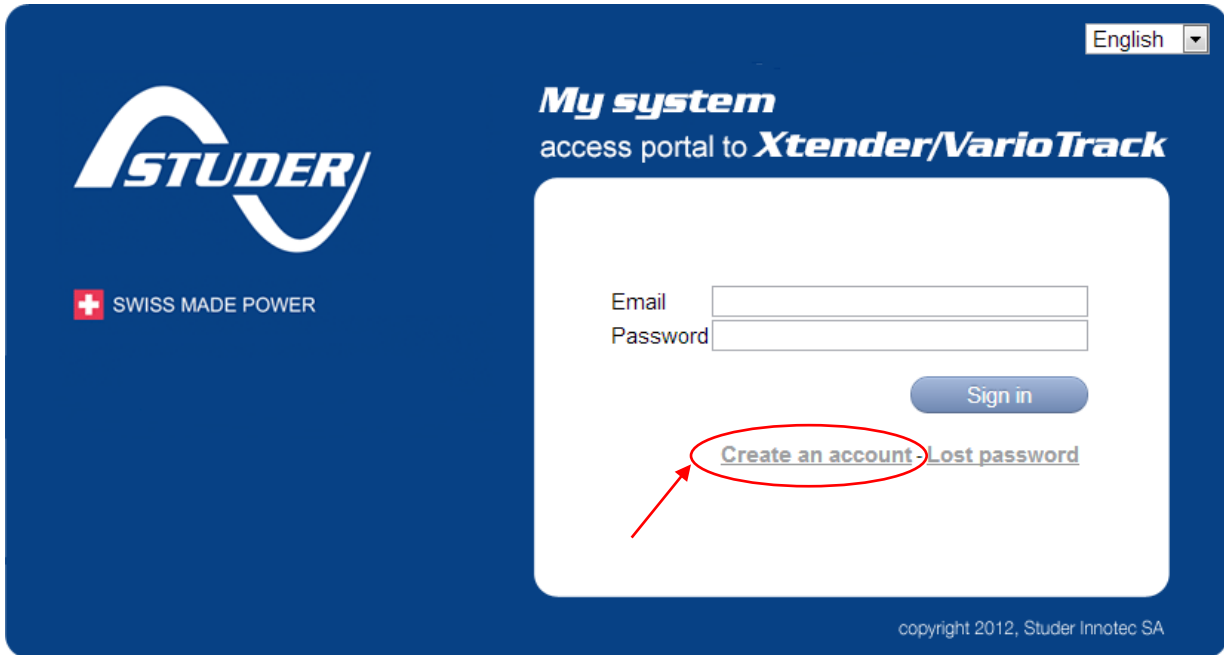 English
My system
access portal to Xtender/VarioTrack
STUDER
SWISS MADE POWER
Email
Password
Sign in
Create an account - Lost password
copyright 2012, Studer Innotec SA